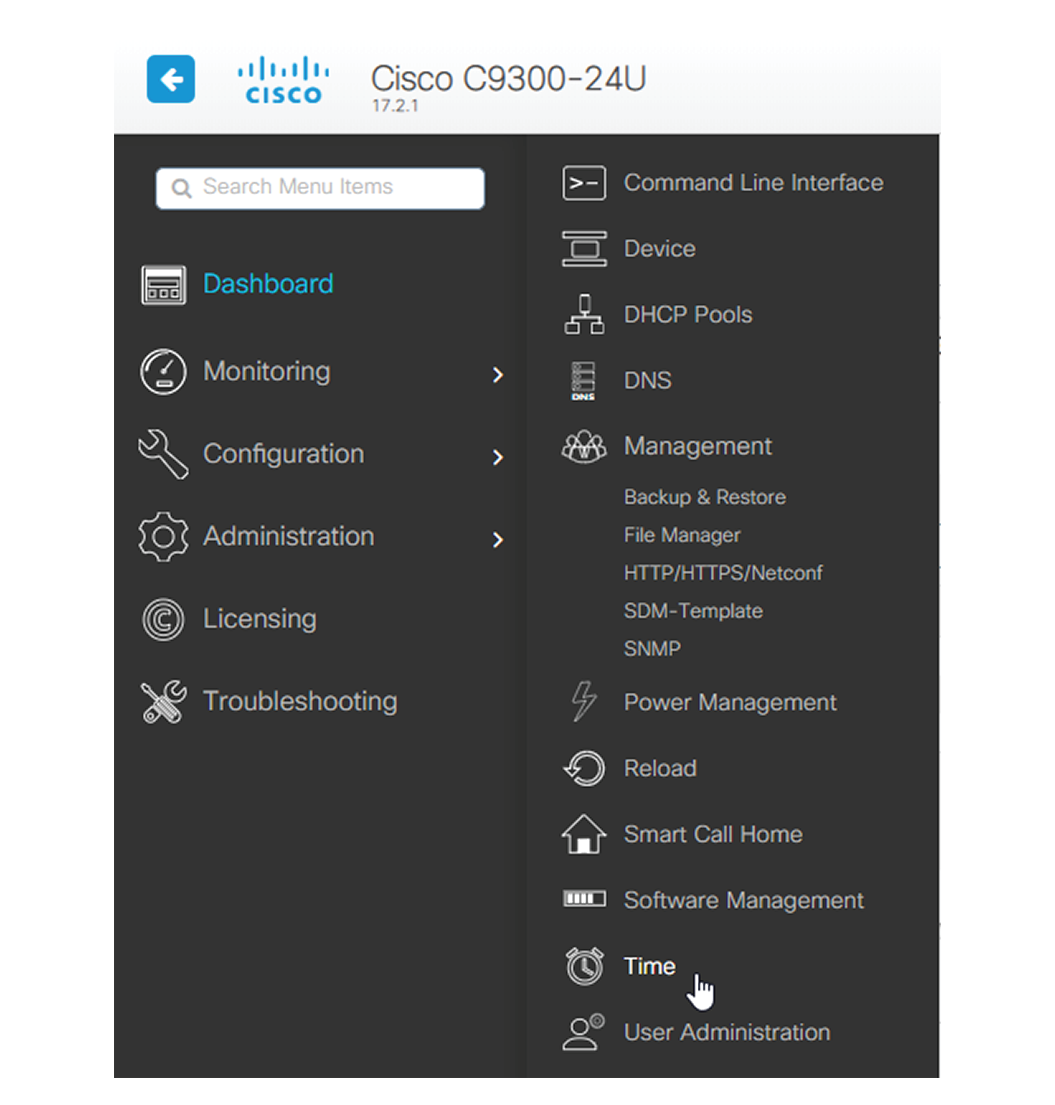 CISCO
Cisco C9300-24U
17.2.1
Search Menu Items
Dashboard
Monitoring
Configuration
Administration
Licensing
Troubleshooting
Command Line Interface
Device
DHCP Pools
DNS
DNS
Management
Backup & Restore
File Manager
HTTP/HTTPS/Netconf
SDM-Template
SNMP
Power Management
Reload
Smart Call Home
Software Management
Time
User Administration